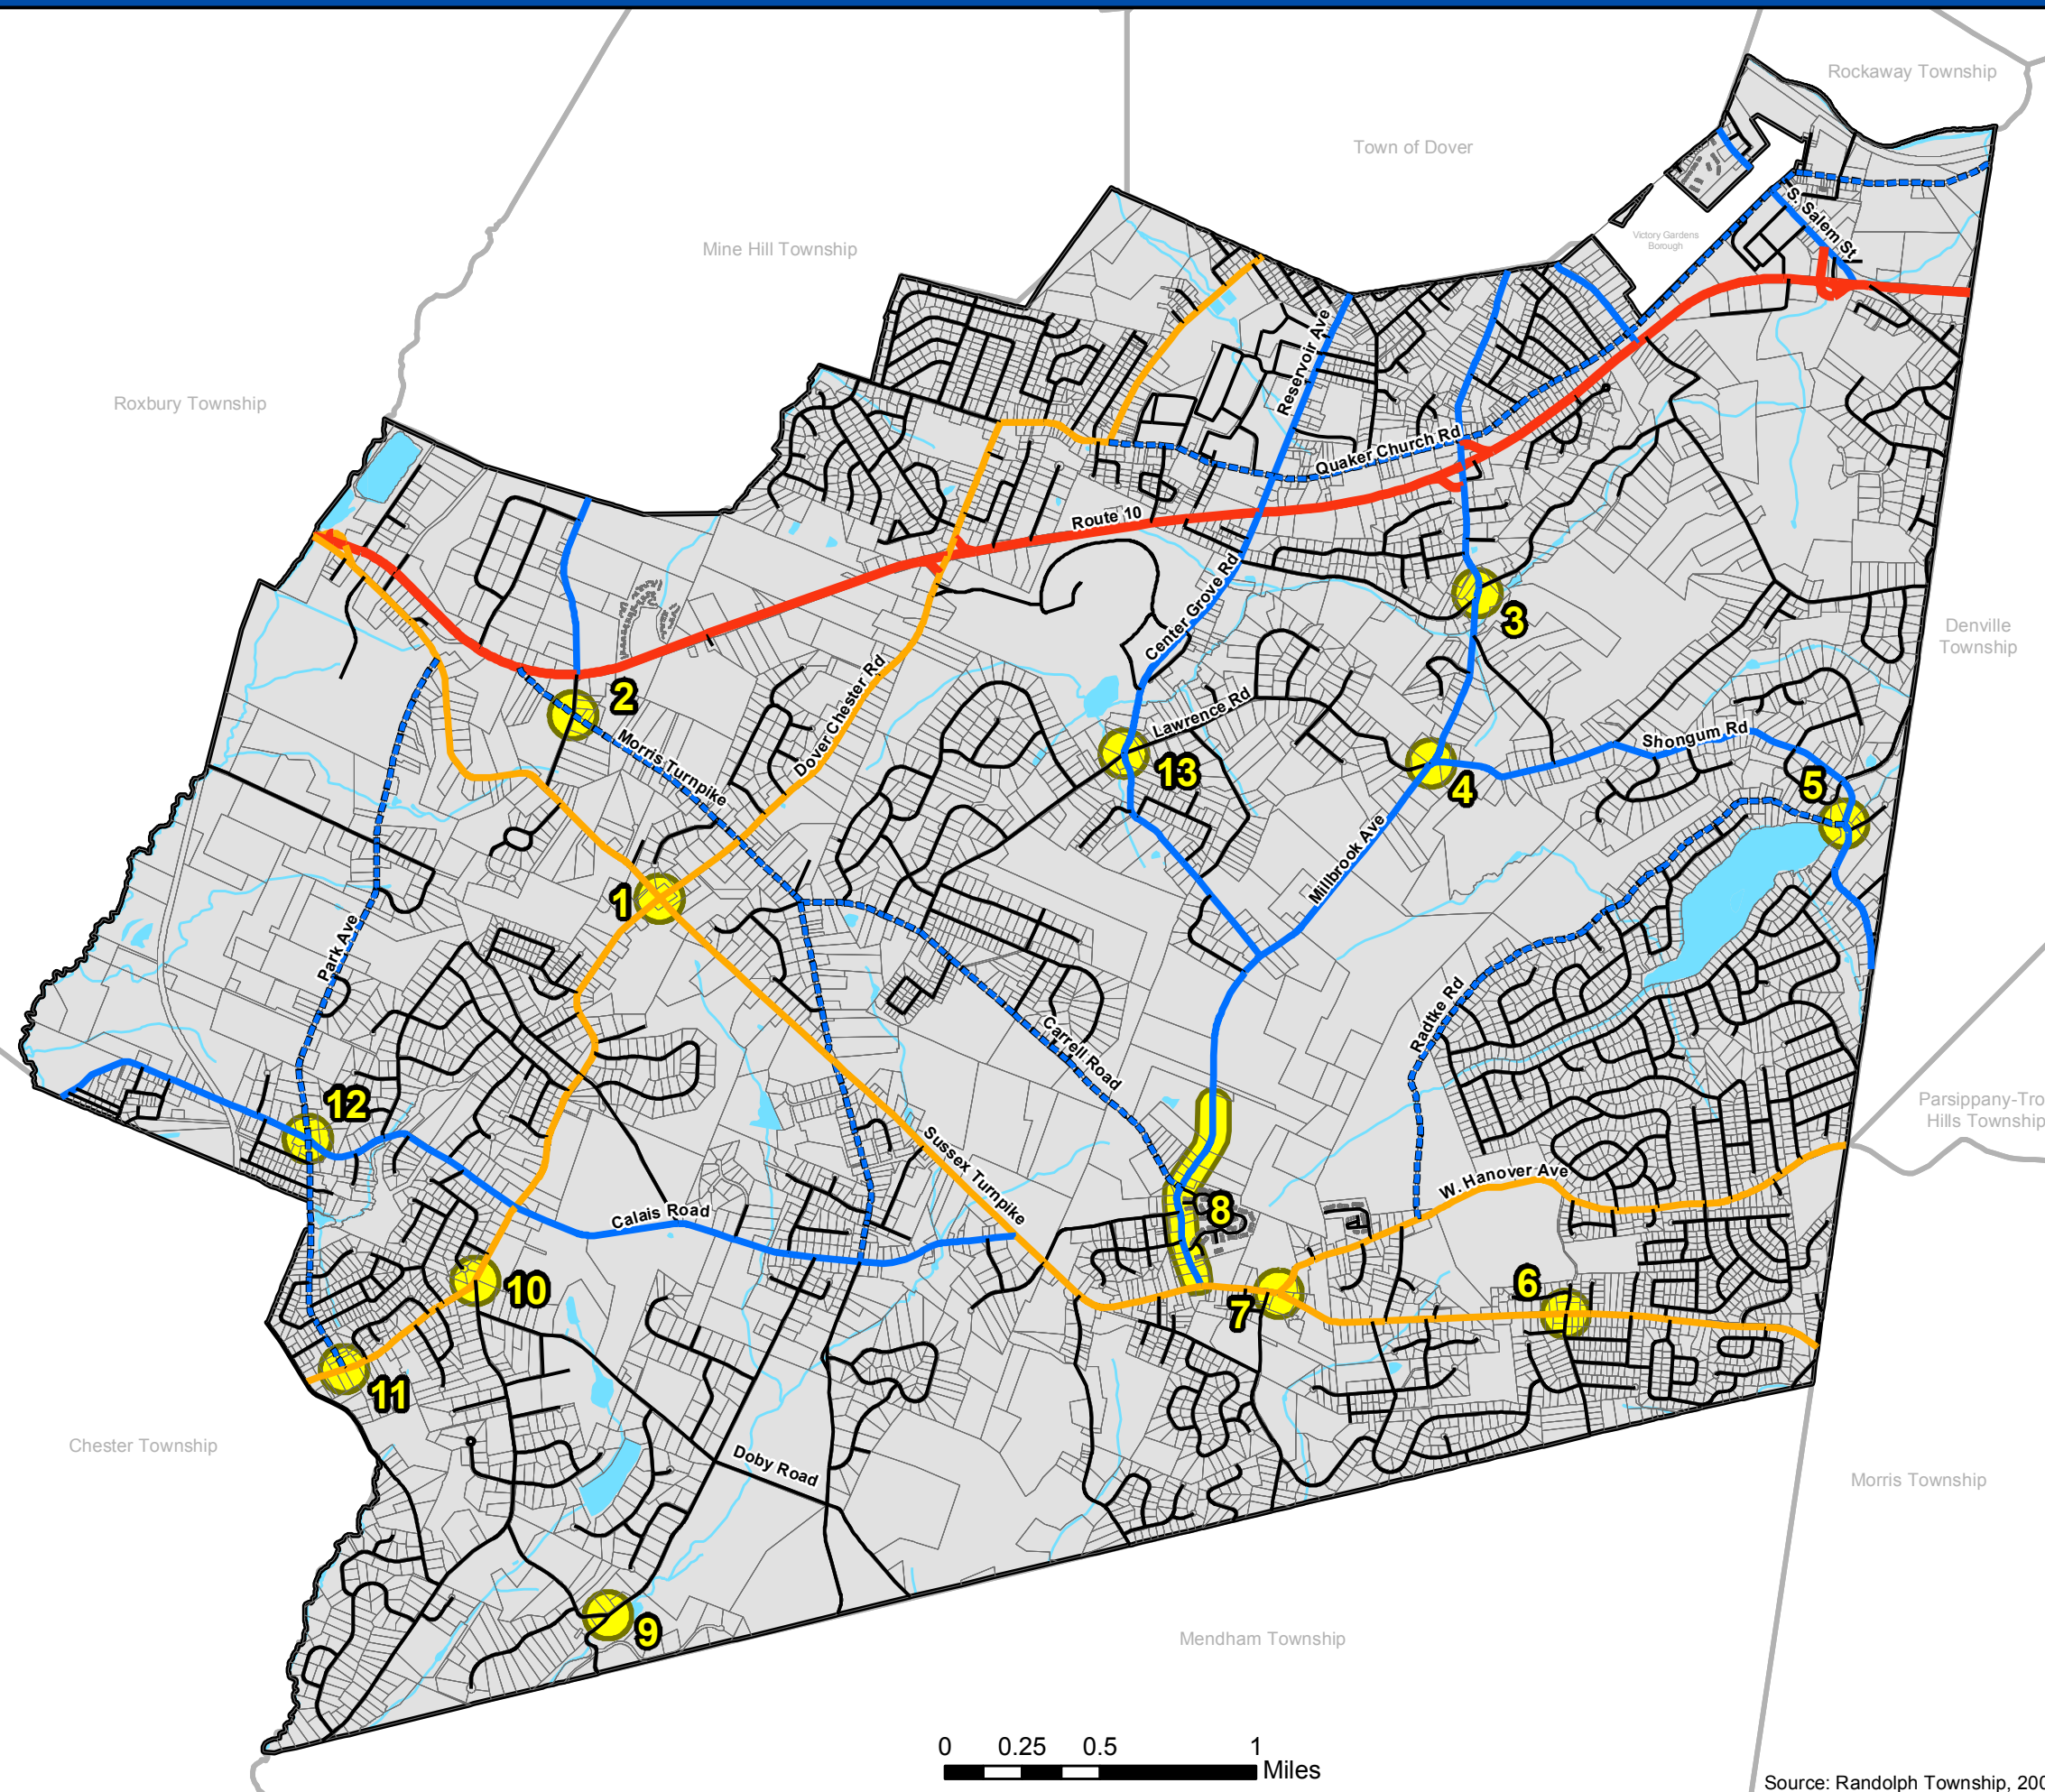 Rockaway Township
Town of Dover
S. Salem St
Victory Gardens
Borough
Mine Hill Township
Reservoir Ave
Roxbury Township
Quaker Church Rd
Route 10
Center Grove Rd
3
Denville
Township
2
Dover Chester Rd
Lawrence Rd
Morris Turnpike
Shongum Rd
13
4
5
Millbrook Ave
1
Park Ave
Radtke Rd
Carrell Road
12
Parsippany-Tro
Hills Township
Sussex Turnpike
W. Hanover Ave
Calais Road
8
10
7
6
11
Chester Township
Doby Road
Morris Township
9
Mendham Township
0 0.25 0.5 1
Miles
Source: Randolph Township, 200